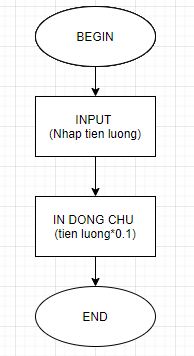 BEGIN
INPUT
(Nhap tien luong)
IN DONG CHU
(tien luong*0.1)
END